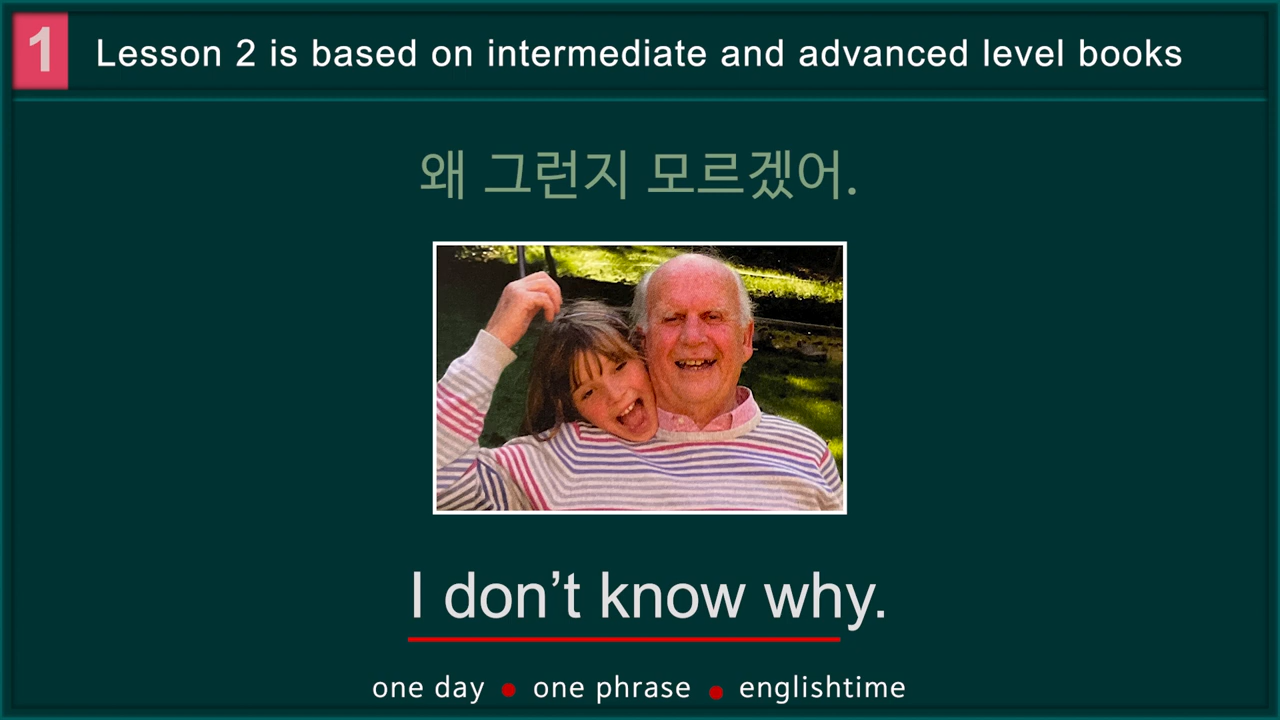 1 Lesson 2 is based on intermediate and advanced level books
왜 그런지 모르겠어.
I don’t know why.
one day ● one phrase ● englishtime